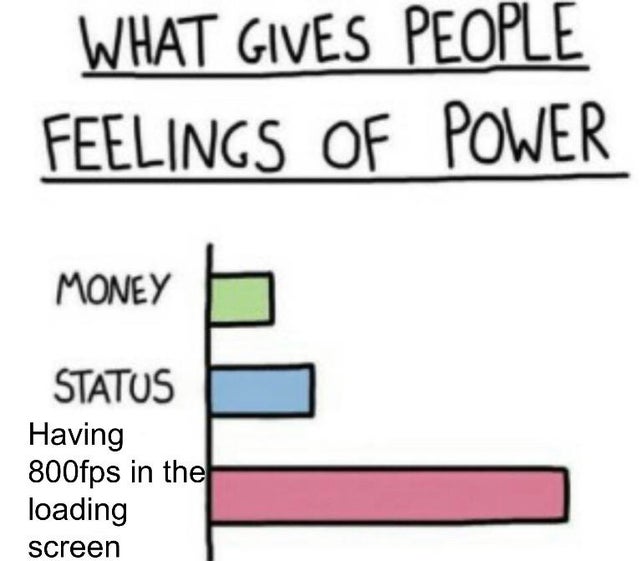 WHAT GIVES PEOPLE
FEELINGS OF POWER
MONEY
STATUS
Having
800fps in the
loading
screen